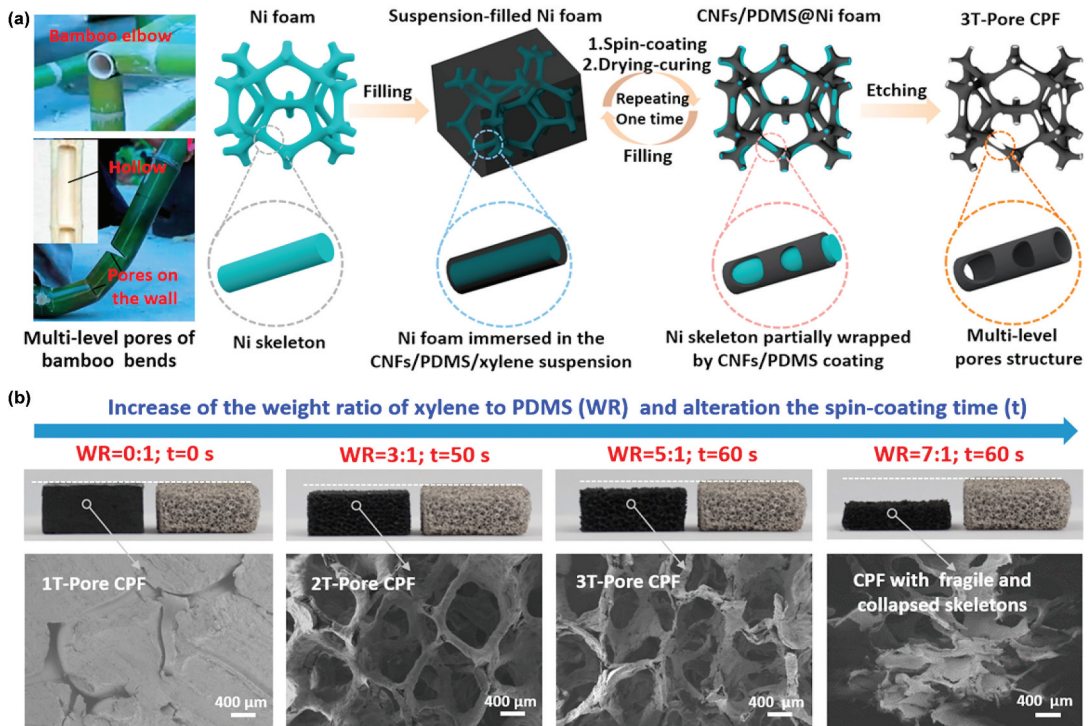 (a)
Bamboo elbow
Hollow
Pores on
the wall
Multi-level pores of
bamboo bends
Ni foam
Filling
Ni skeleton
Suspension-filled Ni foam
Ni foam immersed in the
CNFs/PDMS/xylene suspension
1.Spin-coating
2.Drying-curing
Repeating
One time
Filling
CNFs/PDMS@Ni foam
Ni skeleton partially wrapped
by CNFs/PDMS coating
Etching
3T-Pore CPF
Multi-level
pores structure
(b)
Increase of the weight ratio of xylene to PDMS (WR) and alteration the spin-coating time (t)
WR=0:1; t=0 s
WR=3:1; t=50 s
WR=5:1; t=60 s
WR=7:1; t=60 s
1T-Pore CPF
400 μm
2T-Pore CPF
400 μm
3T-Pore CPF
400 μm
CPF with fragile and
collapsed skeletons
400 μm